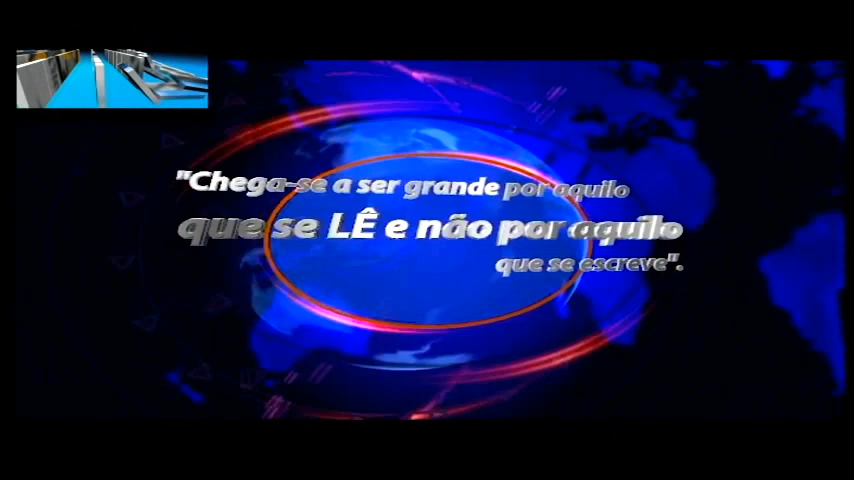 "Chega-se a ser grande por aquilo
que se LÊ e não por aquilo
que se escreve".